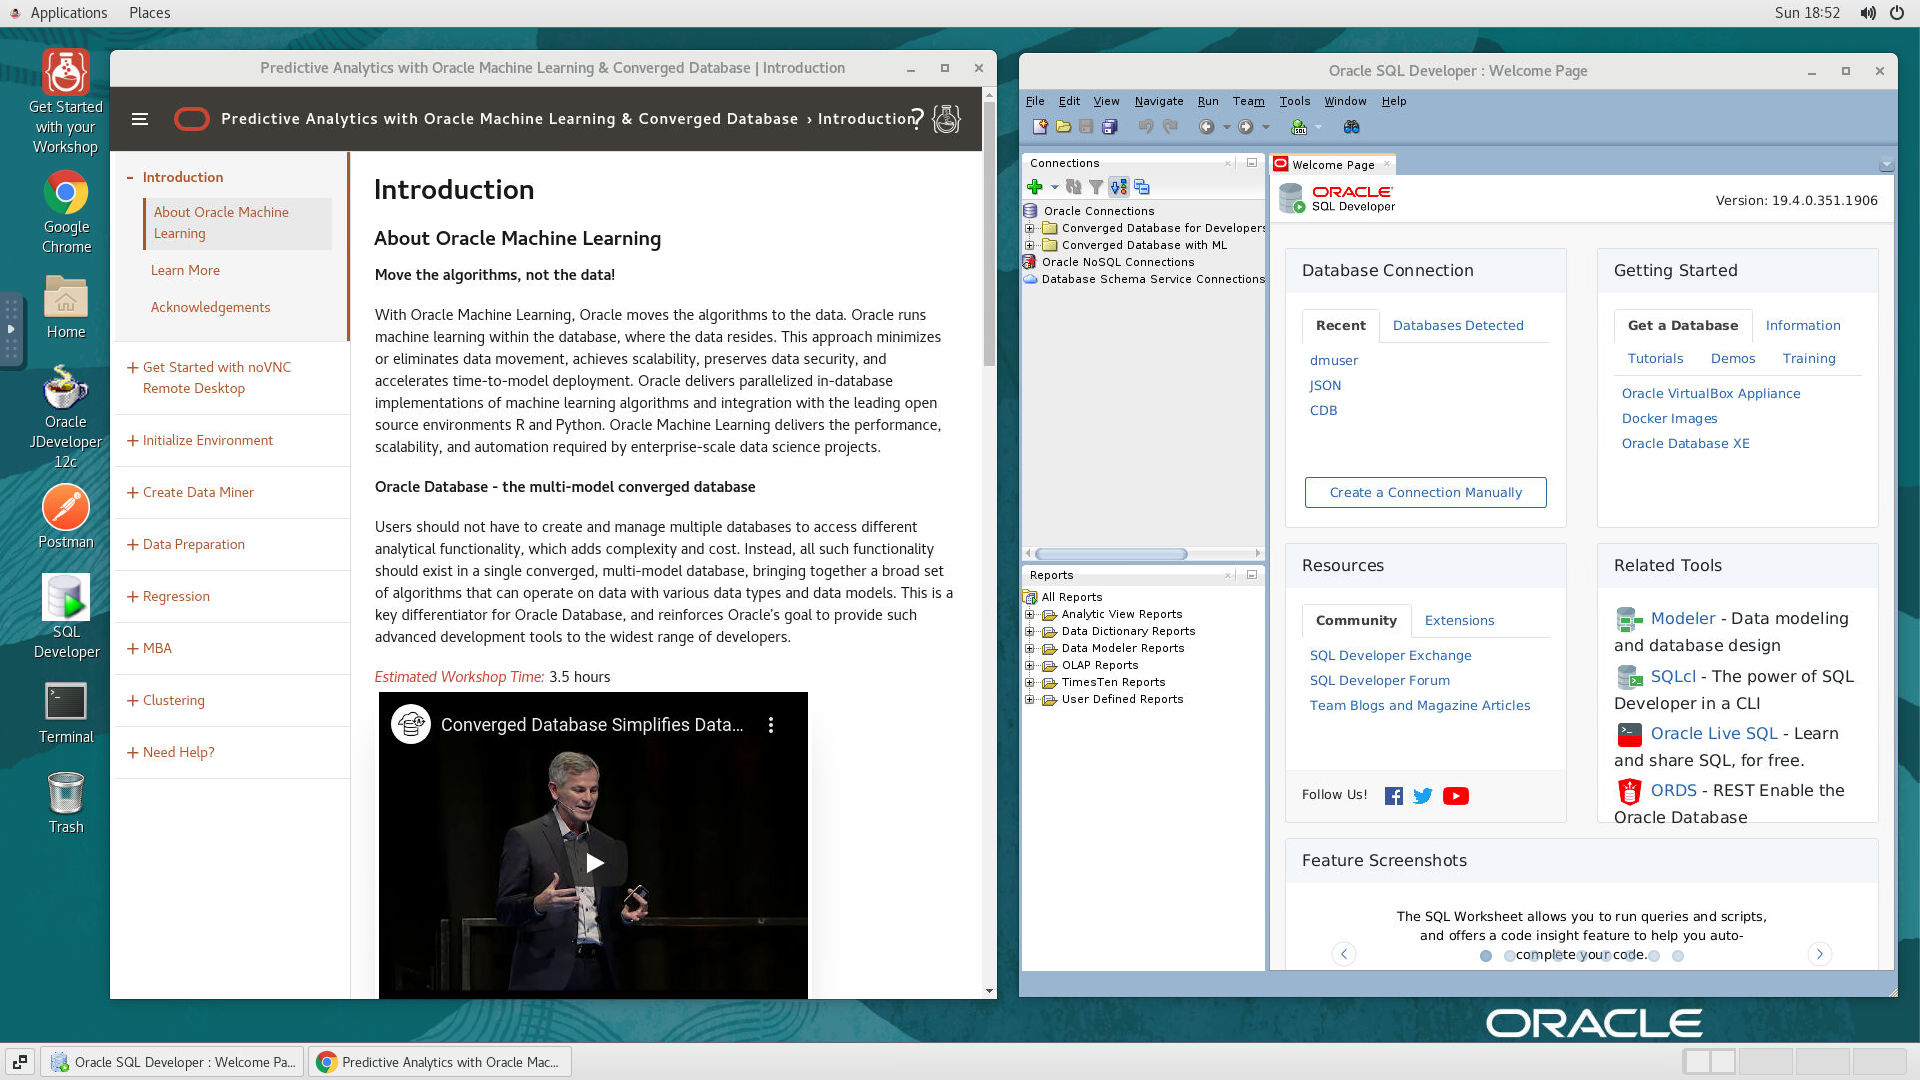 Applications Places Sun 18:52
Get Started
with your
Workshop
Google
Chrome
Home
Oracle
JDeveloper
12c
Postman
SQL
Developer
Terminal
Trash
Predictive Analytics with Oracle Machine Learning & Converged Database | Introduction
Predictive Analytics with Oracle Machine Learning & Converged Database › Introduction ?
- Introduction
About Oracle Machine
Learning
Learn More
Acknowledgements
+ Get Started with noVNC
Remote Desktop
+ Initialize Environment
+ Create Data Miner
+ Data Preparation
+ Regression
+ MBA
+ Clustering
+ Need Help?
Introduction
About Oracle Machine Learning
Move the algorithms, not the data!
With Oracle Machine Learning, Oracle moves the algorithms to the data. Oracle runs
machine learning within the database, where the data resides. This approach minimizes
or eliminates data movement, achieves scalability, preserves data security, and
accelerates time-to-model deployment. Oracle delivers parallelized in-database
implementations of machine learning algorithms and integration with the leading open
source environments R and Python. Oracle Machine Learning delivers the performance,
scalability, and automation required by enterprise-scale data science projects.
Oracle Database - the multi-model converged database
Users should not have to create and manage multiple databases to access different
analytical functionality, which adds complexity and cost. Instead, all such functionality
should exist in a single converged, multi-model database, bringing together a broad set
of algorithms that can operate on data with various data types and data models. This is a
key differentiator for Oracle Database, and reinforces Oracle's goal to provide such
advanced development tools to the widest range of developers.
Estimated Workshop Time: 3.5 hours
Converged Database Simplifies Data...
Oracle SQL Developer : Welcome Page
File Edit View Navigate Run Team Tools Window Help
Connections
Oracle Connections
Converged Database for Developers
Converged Database with ML
Oracle NoSQL Connections
Database Schema Service Connections
Reports
All Reports
Analytic View Reports
Data Dictionary Reports
Data Modeler Reports
OLAP Reports
TimesTen Reports
User Defined Reports
Welcome Page
ORACLE
SQL Developer
Version: 19.4.0.351.1906
Database Connection
Recent Databases Detected
dmuser
JSON
CDB
Create a Connection Manually
Getting Started
Get a Database Information
Tutorials Demos Training
Oracle VirtualBox Appliance
Docker Images
Oracle Database XE
Resources
Community Extensions
SQL Developer Exchange
SQL Developer Forum
Team Blogs and Magazine Articles
Follow Us!
Related Tools
Modeler - Data modeling
and database design
SQLcl - The power of SQL
Developer in a CLI
Oracle Live SQL - Learn
and share SQL, for free.
ORDS - REST Enable the
Oracle Database
Feature Screenshots
The SQL Worksheet allows you to run queries and scripts,
and offers a code insight feature to help you auto-
complete your code.
ORACLE
Oracle SQL Developer : Welcome Pa...
Predictive Analytics with Oracle Mac...